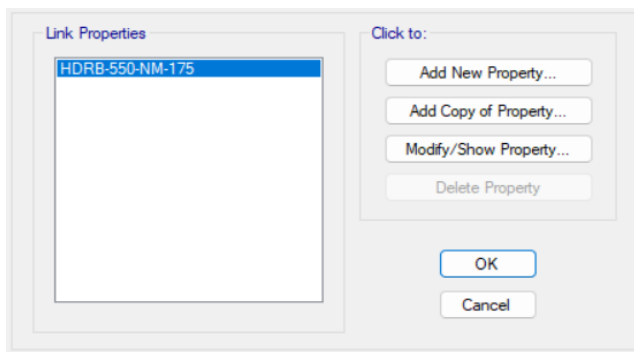 Link Properties
HDRB-550-NM-175
Click to:
Add New Property...
Add Copy of Property...
Modify/Show Property...
Delete Property
OK
Cancel